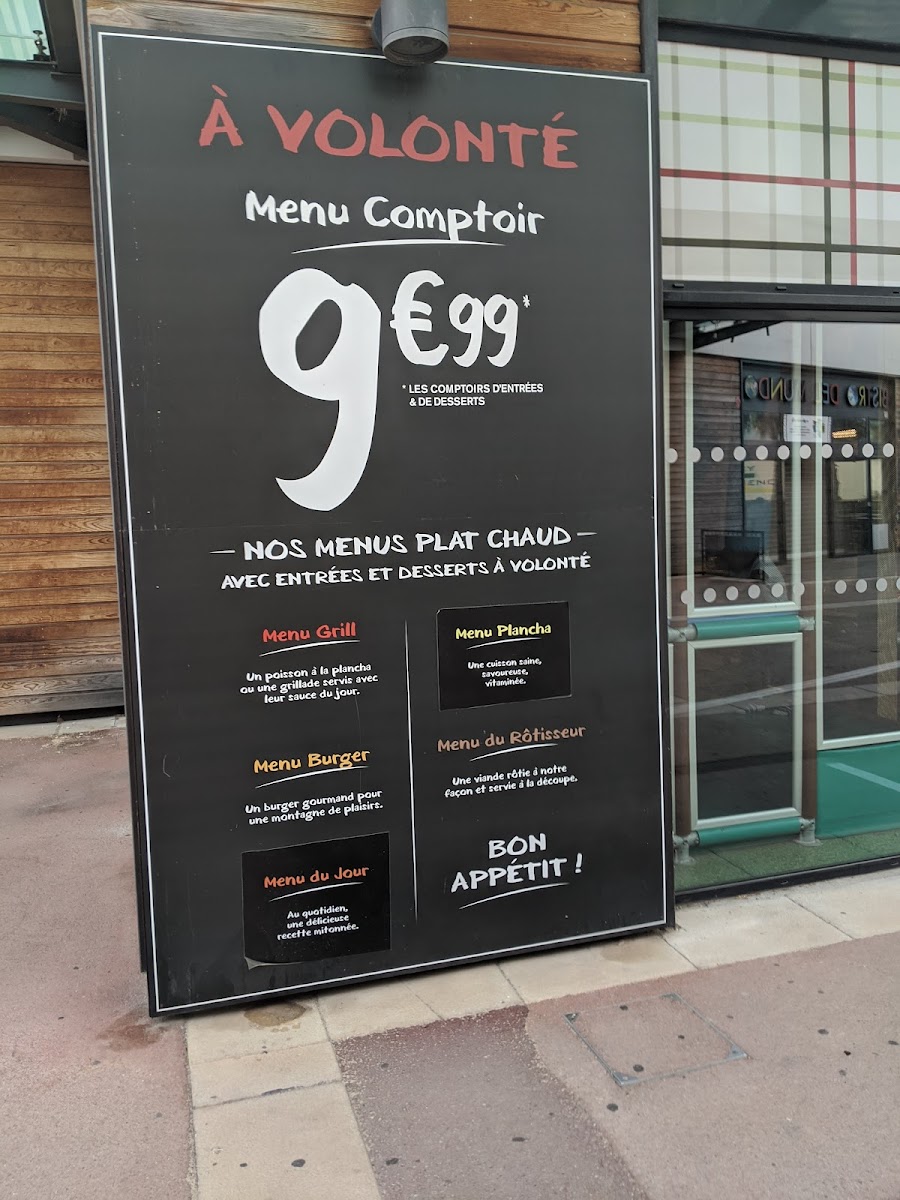 À VOLONTÉ
Menu Comptoir
9€99*
* LES COMPTOIRS D'ENTRÉES
& DE DESSERTS
– NOS MENUS PLAT CHAUD –
AVEC ENTRÉES ET DESSERTS À VOLONTÉ
Menu Grill
Un poisson à la plancha
ou une grillade servis avec
leur sauce du jour.
Menu Burger
Un burger gourmand pour
une montagne de plaisirs.
Menu du Jour
Au quotidien,
une délicieuse
recette mitonnée.
Menu Plancha
Une cuisson saine,
savoureuse,
vitaminée.
Menu du Rôtisseur
Une viande rôtie à notre
façon et servie à la découpe.
BON
APPÉTIT !